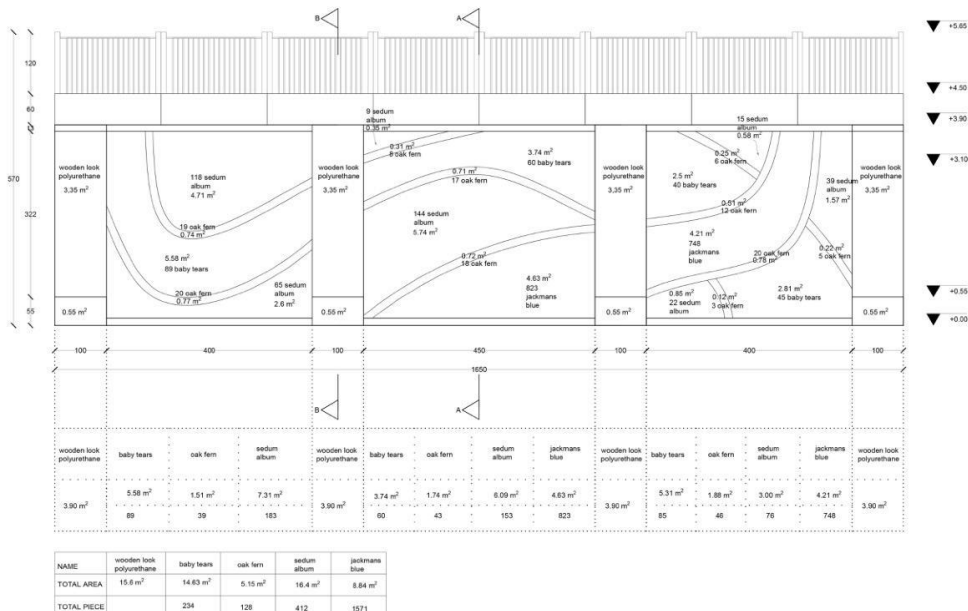 B
A
+5.65
120
+4.50
60
+3.90
9 sedum
album
0.35 m²
15 sedum
album
0.58 m²
12
0.31 m²
8 oak fern
3.74 m²
60 baby tears
0.25 m²
6 oak fern
+3.10
wooden look
polyurethane
3,35 m²
118 sedum
album
4.71 m²
wooden look
polyurethane
3,35 m²
0.71 m²
17 oak fern
wooden look
polyurethane
3,35 m²
2.5 m²
40 baby tears
39 sedum
album
1.57 m²
wooden look
polyurethane
3,35 m²
570
322
19 oak fern
0.74 m²
144 sedum
album
5.74 m²
0.51 m²
12 oak fern
4.21 m²
748
jackmans
blue
5.58 m²
89 baby tears
0.72 m²
18 oak fern
20 oak fern
0.78 m²
0.22 m²
5 oak fern
20 oak fern
0.77 m²
65 sedum
album
2.6 m²
4.63 m²
823
jackmans
blue
0.85 m²
22 sedum
album
0.12 m²
3 oak fern
2.81 m²
45 baby tears
+0.55
55
0.55 m²
0.55 m²
0.55 m²
0.55 m²
+0.00
100 400 100 450 100 400 100
1650
B
A
wooden look
polyurethane
baby tears
oak fern
sedum
album
wooden look
polyurethane
baby tears
oak fern
sedum
album
jackmans
blue
wooden look
polyurethane
baby tears
oak fern
sedum
album
jackmans
blue
wooden look
polyurethane
3.90 m²
5.58 m² 1.51 m² 7.31 m²
89 39 183
3.90 m²
3.74 m² 1.74 m² 6.09 m² 4.63 m²
60 43 153 823
3.90 m²
5.31 m² 1.88 m² 3.00 m² 4.21 m²
85 46 76 748
3.90 m²
NAME
wooden look
polyurethane
baby tears
oak fern
sedum
album
jackmans
blue
TOTAL AREA 15.6 m² 14.63 m² 5.15 m² 16.4 m² 8.84 m²
TOTAL PIECE 234 128 412 1571